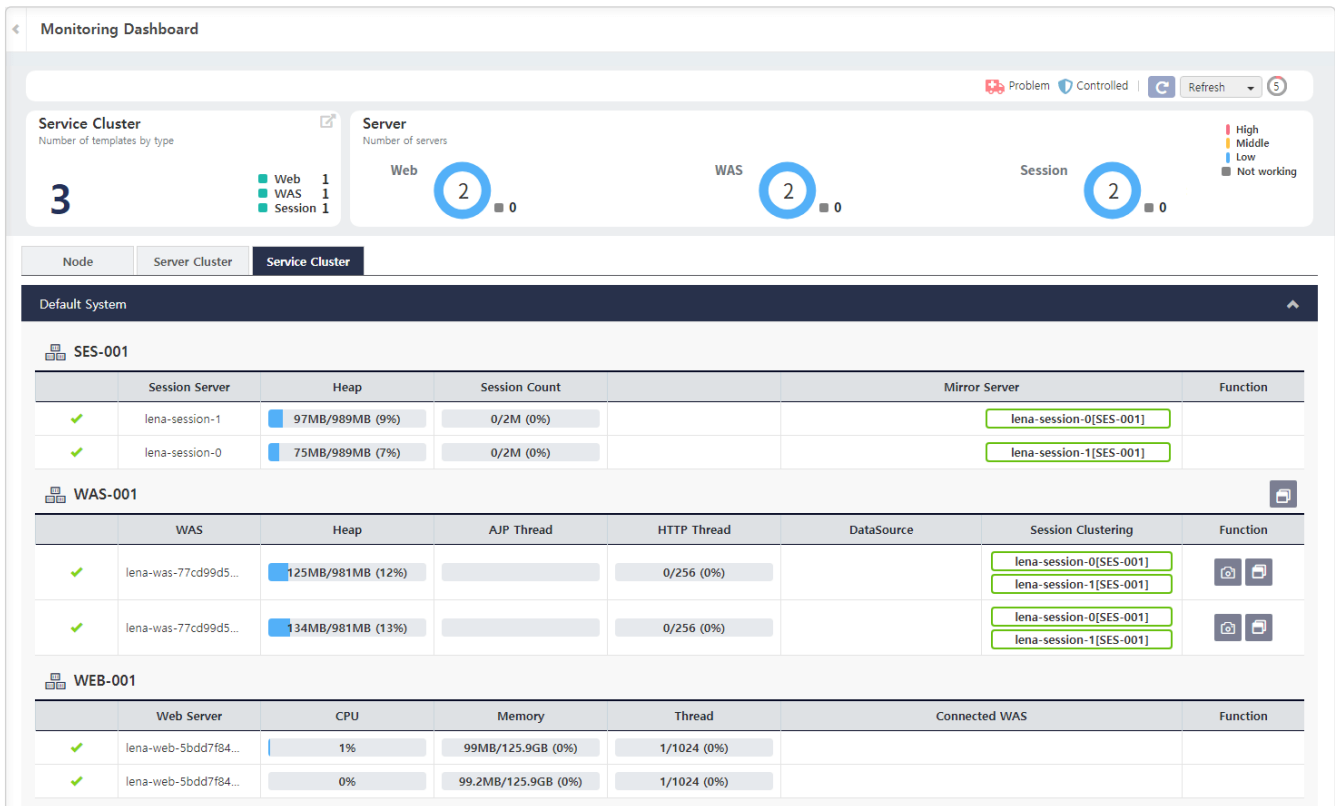 Monitoring Dashboard
Problem Controlled Refresh 5
Service Cluster
Number of templates by type
3
Web 1
WAS 1
Session 1
Server
Number of servers
Web 2 0
WAS 2 0
Session 2 0
High
Middle
Low
Not working
Node Server Cluster Service Cluster
Default System
SES-001
Session Server Heap Session Count Mirror Server Function
lena-session-1 97MB/989MB (9%) 0/2M (0%) lena-session-0[SES-001]
lena-session-0 75MB/989MB (7%) 0/2M (0%) lena-session-1[SES-001]
WAS-001
WAS Heap AJP Thread HTTP Thread DataSource Session Clustering Function
lena-was-77cd99d5... 125MB/981MB (12%) 0/256 (0%) lena-session-0[SES-001]
lena-session-1[SES-001]
lena-was-77cd99d5... 134MB/981MB (13%) 0/256 (0%) lena-session-0[SES-001]
lena-session-1[SES-001]
WEB-001
Web Server CPU Memory Thread Connected WAS Function
lena-web-5bdd7f84... 1% 99MB/125.9GB (0%) 1/1024 (0%)
lena-web-5bdd7f84... 0% 99.2MB/125.9GB (0%) 1/1024 (0%)